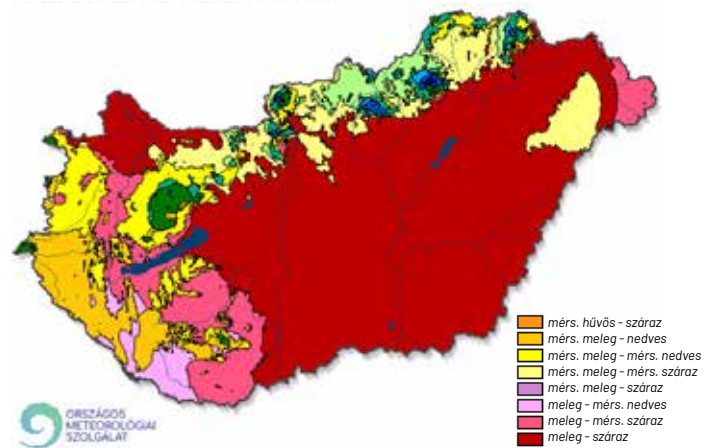 mérs. hűvös - száraz
mérs. meleg - nedves
mérs. meleg - mérs. nedves
mérs. meleg - mérs. száraz
mérs. meleg - száraz
meleg - mérs. nedves
meleg - mérs. száraz
meleg - száraz
ORSZÁGOS
METEOROLÓGIAI
SZOLGÁLAT